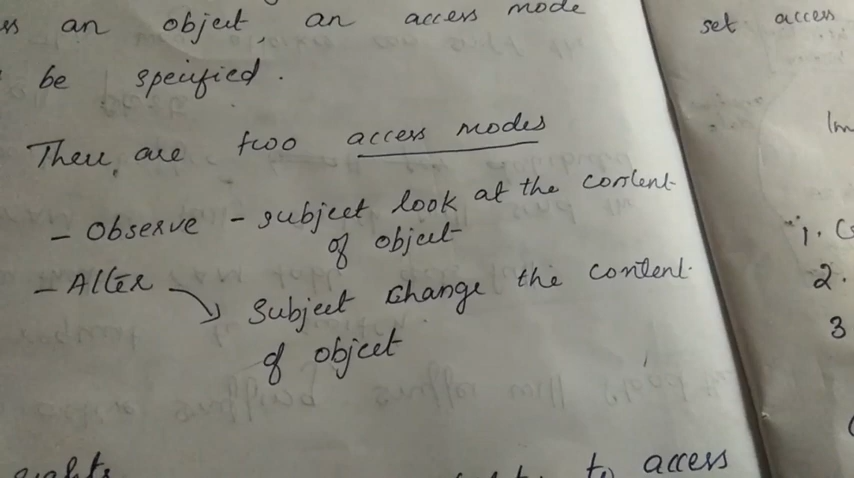 an object, an access mode
be specified.
There, are two access modes
- Observe - subject look at the content
of object
- Alter → Subject change the content
of object
to access
set access
1.
2.
3